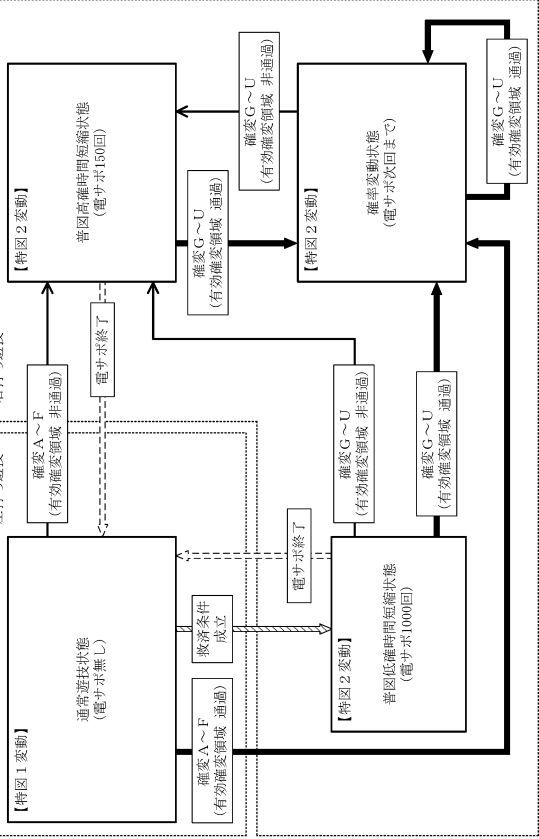 【特図1変動】
通常遊技状態
(電サポ無し)
確変A～F
(有効確変領域 非通過)
電サポ終了
【特図2変動】
普図高確時間短縮状態
(電サポ150回)
確変A～F
(有効確変領域 通過)
救済条件
成立
電サポ終了
確変G～U
(有効確変領域 通過)
確変G～U
(有効確変領域 非通過)
【特図2変動】
普図低確時間短縮状態
(電サポ1000回)
確変G～U
(有効確変領域 非通過)
確変G～U
(有効確変領域 通過)
【特図2変動】
確率変動状態
(電サポ次回まで)
確変G～U
(有効確変領域 通過)